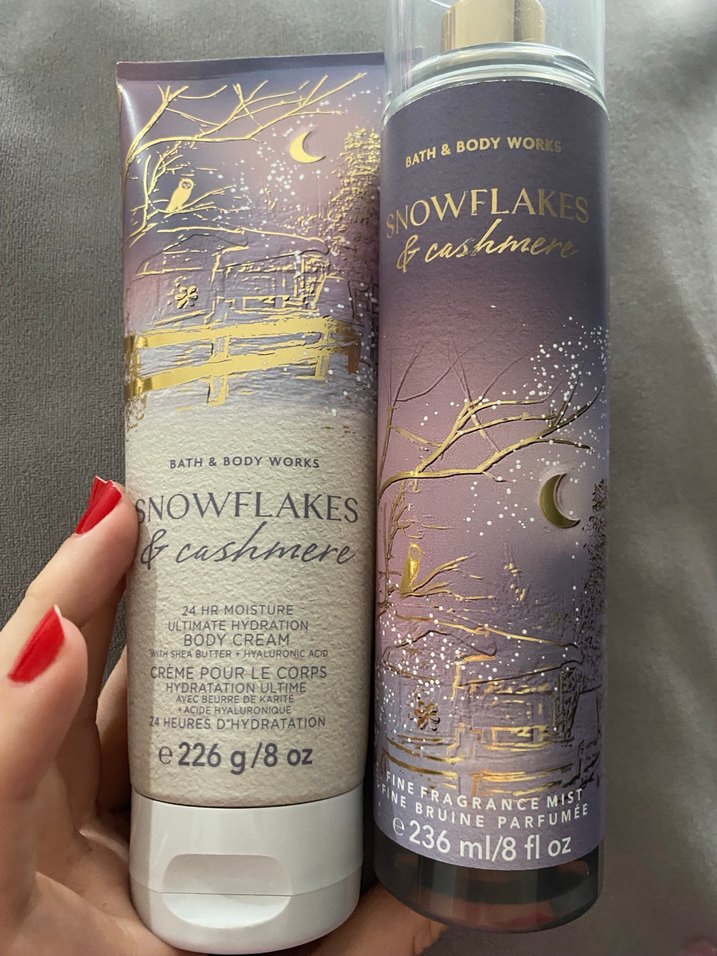 BATH & BODY WORKS
SNOWFLAKES
& cashmere
24 HR MOISTURE
ULTIMATE HYDRATION
BODY CREAM
WITH SHEA BUTTER + HYALURONIC ACID
CRÈME POUR LE CORPS
HYDRATATION ULTIME
AVEC BEURRE DE KARITÉ
+ ACIDE HYALURONIQUE
24 HEURES D'HYDRATATION
℮ 226 g/8 oz
BATH & BODY WORKS
SNOWFLAKES
& cashmere
FINE FRAGRANCE MIST
FINE BRUINE PARFUMÉE
℮ 236 ml/8 fl oz